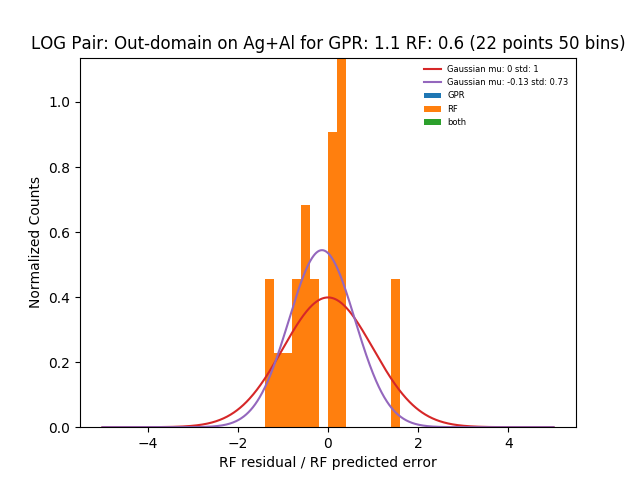 LOG Pair: Out-domain on Ag+Al for GPR: 1.1 RF: 0.6 (22 points 50 bins)
Gaussian mu: 0 std: 1
Gaussian mu: -0.13 std: 0.73
GPR
RF
both
Normalized Counts
1.0
0.8
0.6
0.4
0.2
0.0
−4 −2 0 2 4
RF residual / RF predicted error